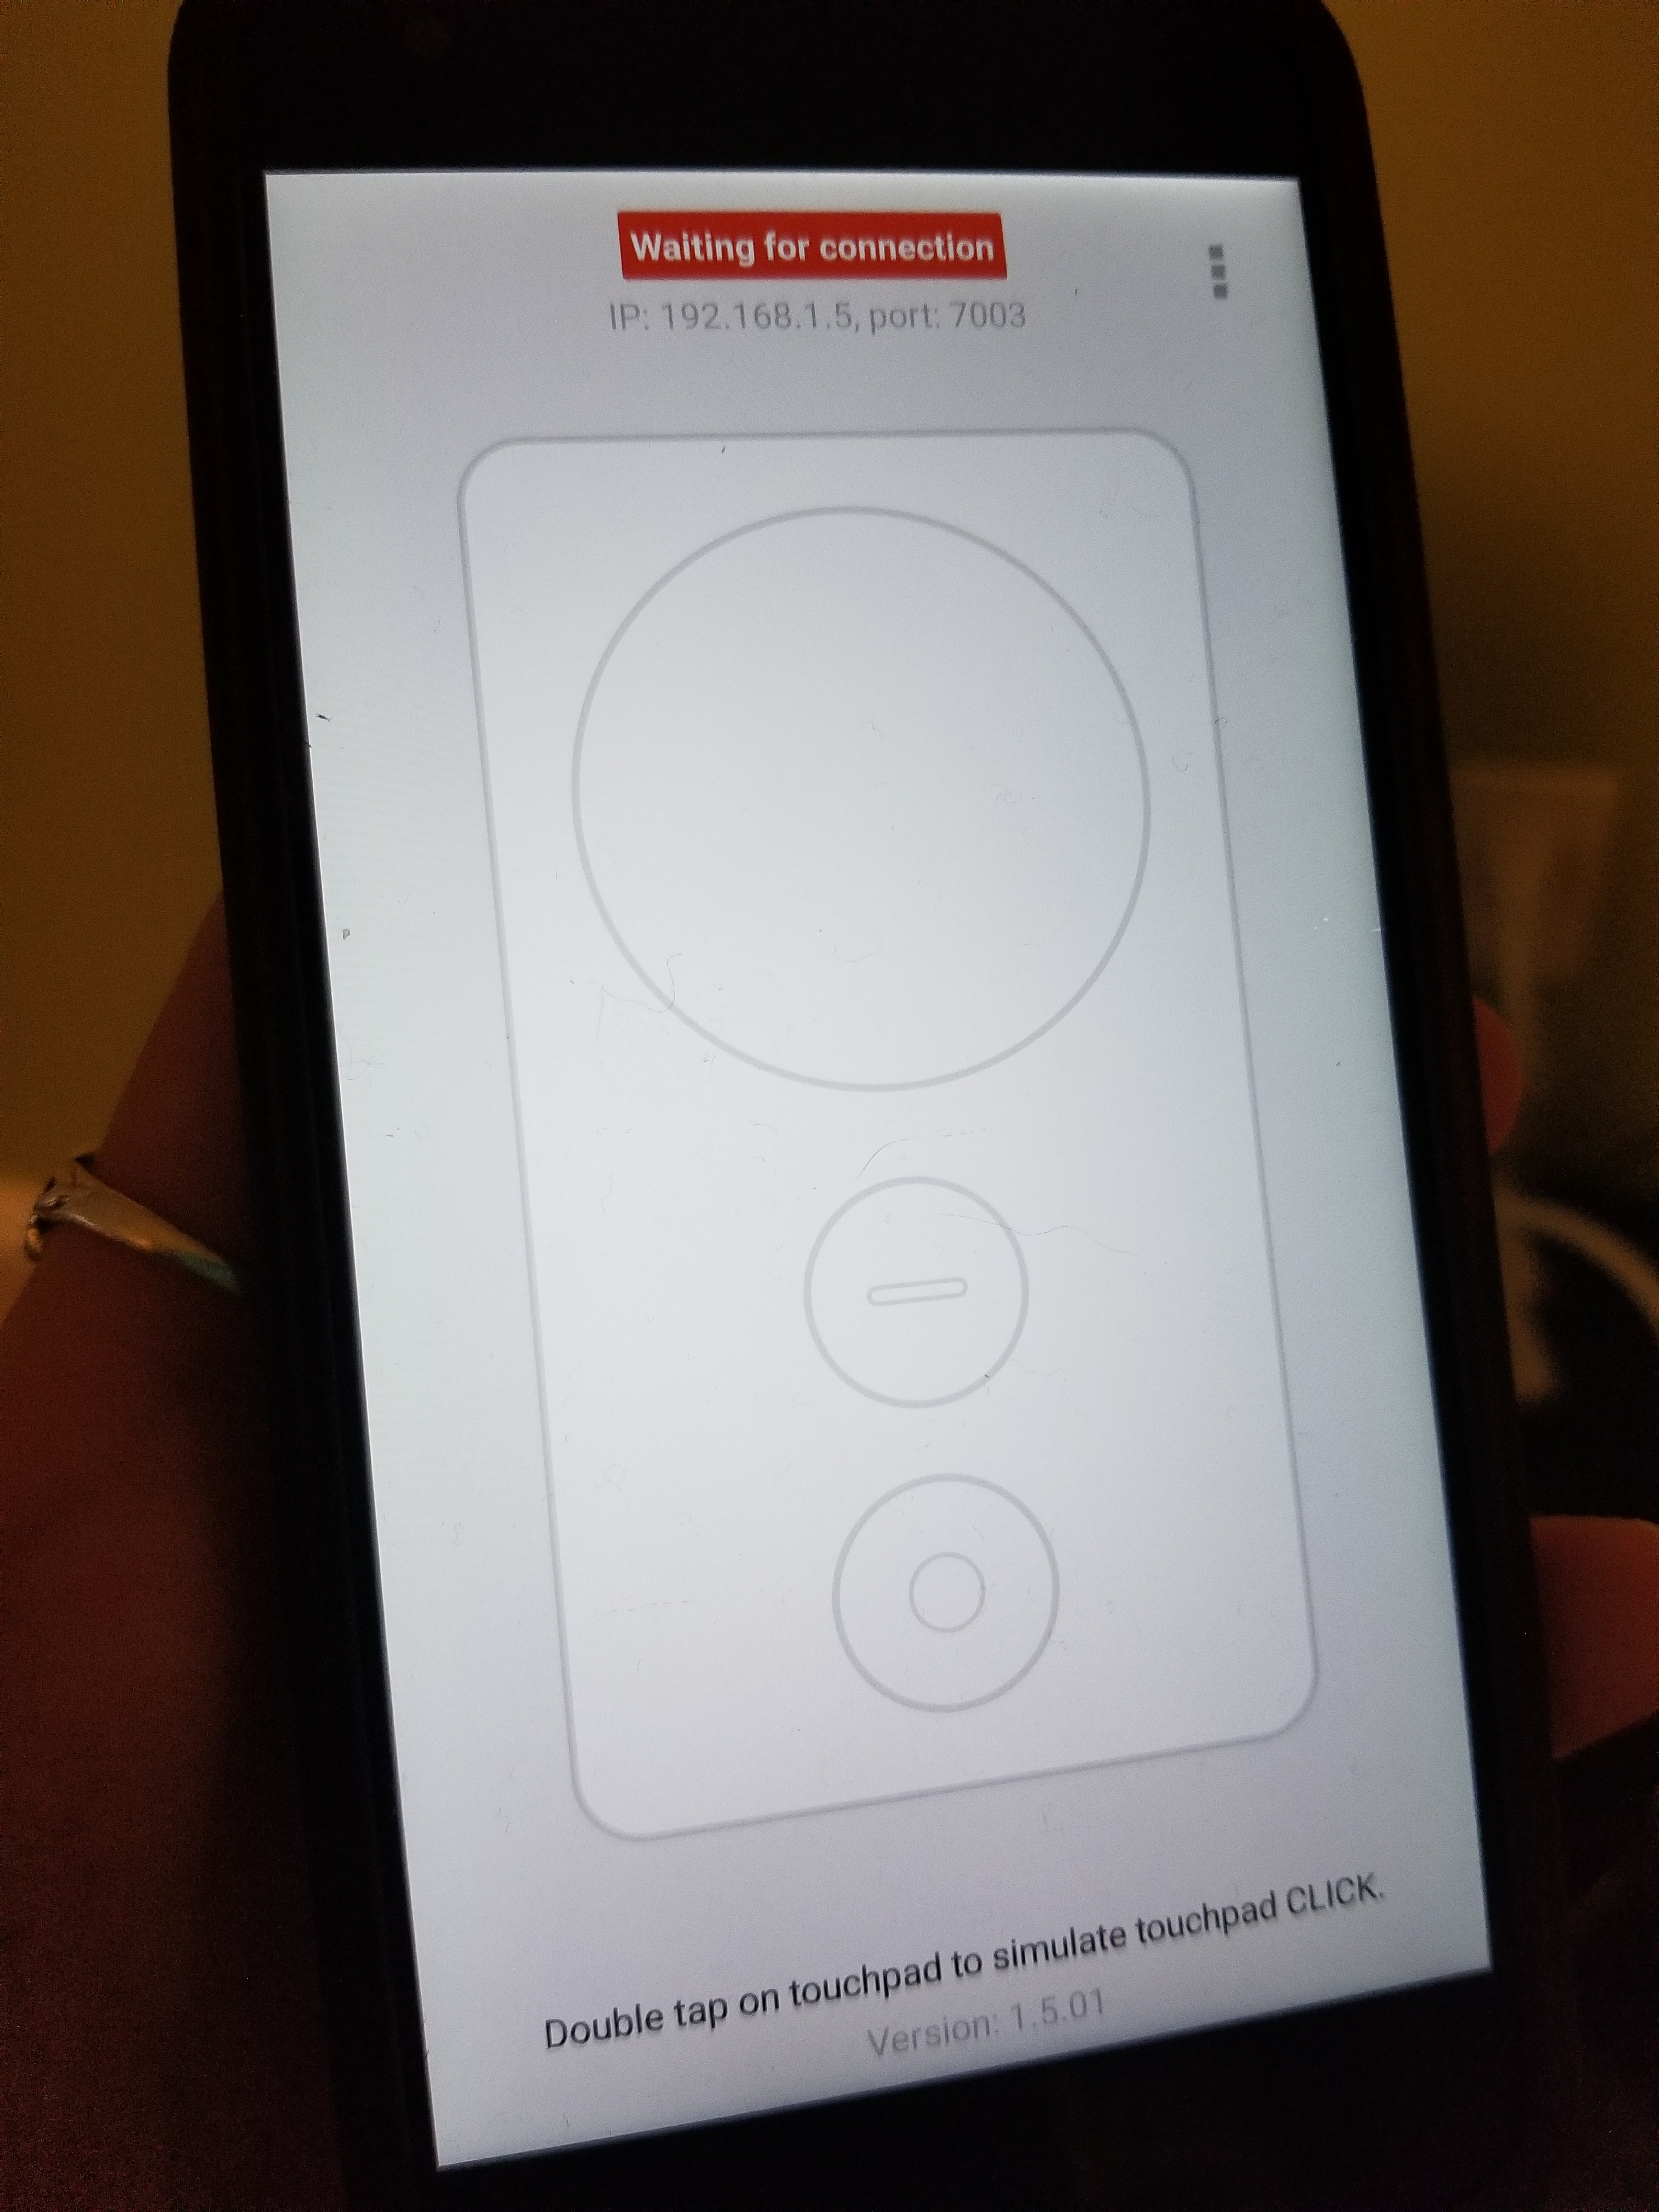 Waiting for connection
IP: 192.168.1.5, port: 7003
Double tap on touchpad to simulate touchpad CLICK.
Version: 1.5.01